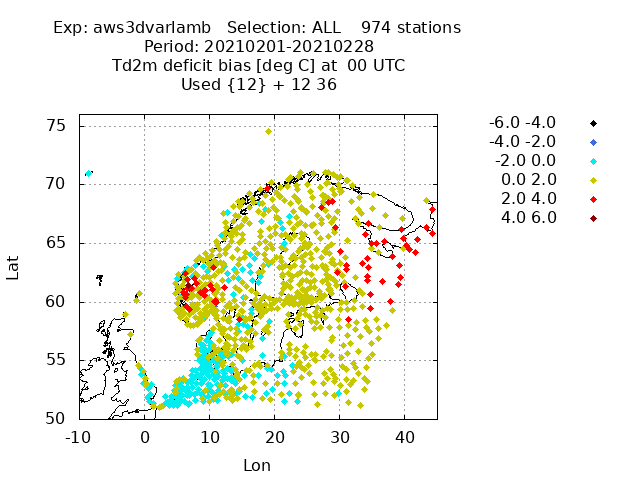 Exp: aws3dvarlamb   Selection: ALL    974 stations
Period: 20210201-20210228
Td2m deficit bias [deg C] at  00 UTC
Used {12} + 12 36
-6.0 -4.0
-4.0 -2.0
-2.0 0.0
0.0 2.0
2.0 4.0
4.0 6.0
75
70
65
60
55
50
Lat
-10 0 10 20 30 40
Lon